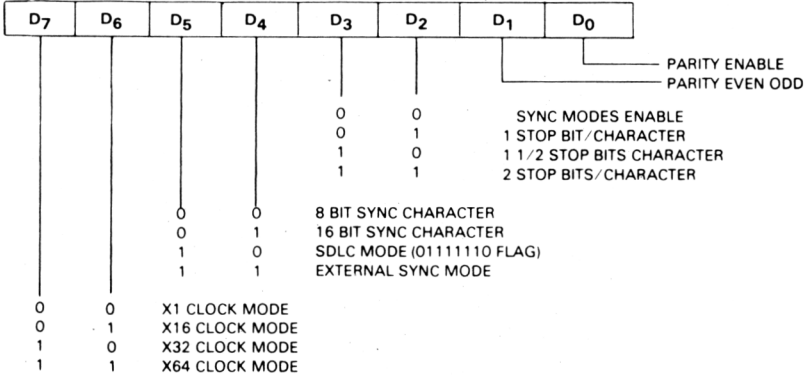 D7 D6 D5 D4 D3 D2 D1 D0
PARITY ENABLE
PARITY EVEN ODD
0 0 SYNC MODES ENABLE
0 1 1 STOP BIT/CHARACTER
1 0 1 1/2 STOP BITS CHARACTER
1 1 2 STOP BITS/CHARACTER
0 0 8 BIT SYNC CHARACTER
0 1 16 BIT SYNC CHARACTER
1 0 SDLC MODE (01111110 FLAG)
1 1 EXTERNAL SYNC MODE
0 0 X1 CLOCK MODE
0 1 X16 CLOCK MODE
1 0 X32 CLOCK MODE
1 1 X64 CLOCK MODE